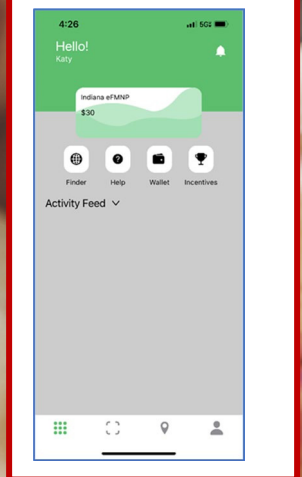 4:26
5G
Hello!
Katy
Indiana eFMNP
$30
Finder Help Wallet Incentives
Activity Feed